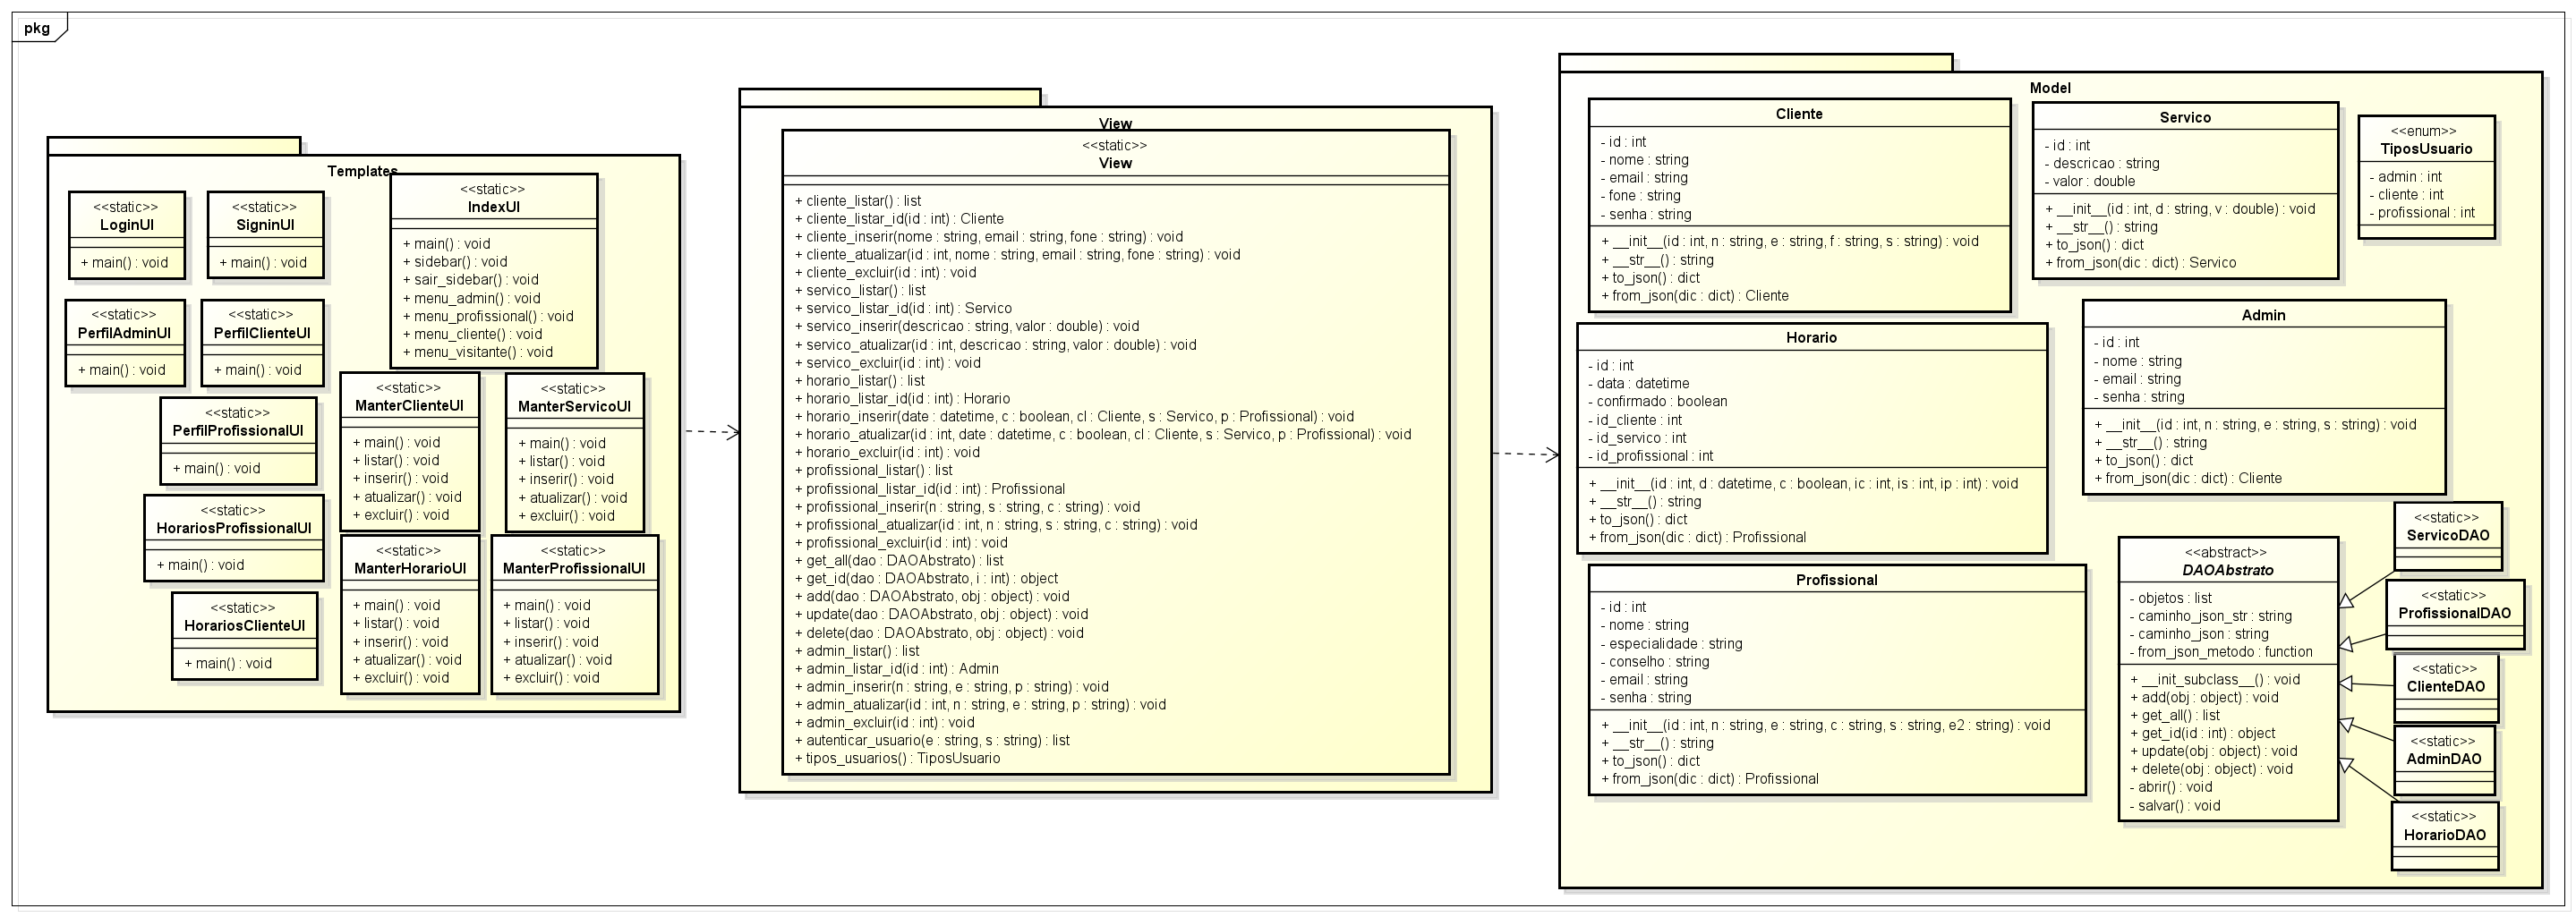 pkg
Templates
<<static>>
LoginUI
+ main() : void
<<static>>
SigninUI
+ main() : void
<<static>>
IndexUI
+ main() : void
+ sidebar() : void
+ sair_sidebar() : void
+ menu_admin() : void
+ menu_profissional() : void
+ menu_cliente() : void
+ menu_visitante() : void
<<static>>
PerfilAdminUI
+ main() : void
<<static>>
PerfilClienteUI
+ main() : void
<<static>>
PerfilProfissionalUI
+ main() : void
<<static>>
ManterClienteUI
+ main() : void
+ listar() : void
+ inserir() : void
+ atualizar() : void
+ excluir() : void
<<static>>
ManterServicoUI
+ main() : void
+ listar() : void
+ inserir() : void
+ atualizar() : void
+ excluir() : void
<<static>>
HorariosProfissionalUI
+ main() : void
<<static>>
HorariosClienteUI
+ main() : void
<<static>>
ManterHorarioUI
+ main() : void
+ listar() : void
+ inserir() : void
+ atualizar() : void
+ excluir() : void
<<static>>
ManterProfissionalUI
+ main() : void
+ listar() : void
+ inserir() : void
+ atualizar() : void
+ excluir() : void
View
<<static>>
View
+ cliente_listar() : list
+ cliente_listar_id(id : int) : Cliente
+ cliente_inserir(nome : string, email : string, fone : string) : void
+ cliente_atualizar(id : int, nome : string, email : string, fone : string) : void
+ cliente_excluir(id : int) : void
+ servico_listar() : list
+ servico_listar_id(id : int) : Servico
+ servico_inserir(descricao : string, valor : double) : void
+ servico_atualizar(id : int, descricao : string, valor : double) : void
+ servico_excluir(id : int) : void
+ horario_listar() : list
+ horario_listar_id(id : int) : Horario
+ horario_inserir(date : datetime, c : boolean, cl : Cliente, s : Servico, p : Profissional) : void
+ horario_atualizar(id : int, date : datetime, c : boolean, cl : Cliente, s : Servico, p : Profissional) : void
+ horario_excluir(id : int) : void
+ profissional_listar() : list
+ profissional_listar_id(id : int) : Profissional
+ profissional_inserir(n : string, s : string, c : string) : void
+ profissional_atualizar(id : int, n : string, s : string, c : string) : void
+ profissional_excluir(id : int) : void
+ get_all(dao : DAOAbstrato) : list
+ get_id(dao : DAOAbstrato, i : int) : object
+ add(dao : DAOAbstrato, obj : object) : void
+ update(dao : DAOAbstrato, obj : object) : void
+ delete(dao : DAOAbstrato, obj : object) : void
+ admin_listar() : list
+ admin_listar_id(id : int) : Admin
+ admin_inserir(n : string, e : string, p : string) : void
+ admin_atualizar(id : int, n : string, e : string, p : string) : void
+ admin_excluir(id : int) : void
+ autenticar_usuario(e : string, s : string) : list
+ tipos_usuarios() : TiposUsuario
Model
Cliente
- id : int
- nome : string
- email : string
- fone : string
- senha : string
+ __init__(id : int, n : string, e : string, f : string, s : string) : void
+ __str__() : string
+ to_json() : dict
+ from_json(dic : dict) : Cliente
Servico
- id : int
- descricao : string
- valor : double
+ __init__(id : int, d : string, v : double) : void
+ __str__() : string
+ to_json() : dict
+ from_json(dic : dict) : Servico
<<enum>>
TiposUsuario
- admin : int
- cliente : int
- profissional : int
Horario
- id : int
- data : datetime
- confirmado : boolean
- id_cliente : int
- id_servico : int
- id_profissional : int
+ __init__(id : int, d : datetime, c : boolean, ic : int, is : int, ip : int) : void
+ __str__() : string
+ to_json() : dict
+ from_json(dic : dict) : Profissional
Admin
- id : int
- nome : string
- email : string
- senha : string
+ __init__(id : int, n : string, e : string, s : string) : void
+ __str__() : string
+ to_json() : dict
+ from_json(dic : dict) : Cliente
Profissional
- id : int
- nome : string
- especialidade : string
- conselho : string
- email : string
- senha : string
+ __init__(id : int, n : string, e : string, c : string, s : string, e2 : string) : void
+ __str__() : string
+ to_json() : dict
+ from_json(dic : dict) : Profissional
<<abstract>>
DAOAbstrato
- objetos : list
- caminho_json_str : string
- caminho_json : string
- from_json_metodo : function
+ __init_subclass__() : void
+ add(obj : object) : void
+ get_all() : list
+ get_id(id : int) : object
+ update(obj : object) : void
+ delete(obj : object) : void
- abrir() : void
- salvar() : void
<<static>>
ServicoDAO
<<static>>
ProfissionalDAO
<<static>>
ClienteDAO
<<static>>
AdminDAO
<<static>>
HorarioDAO